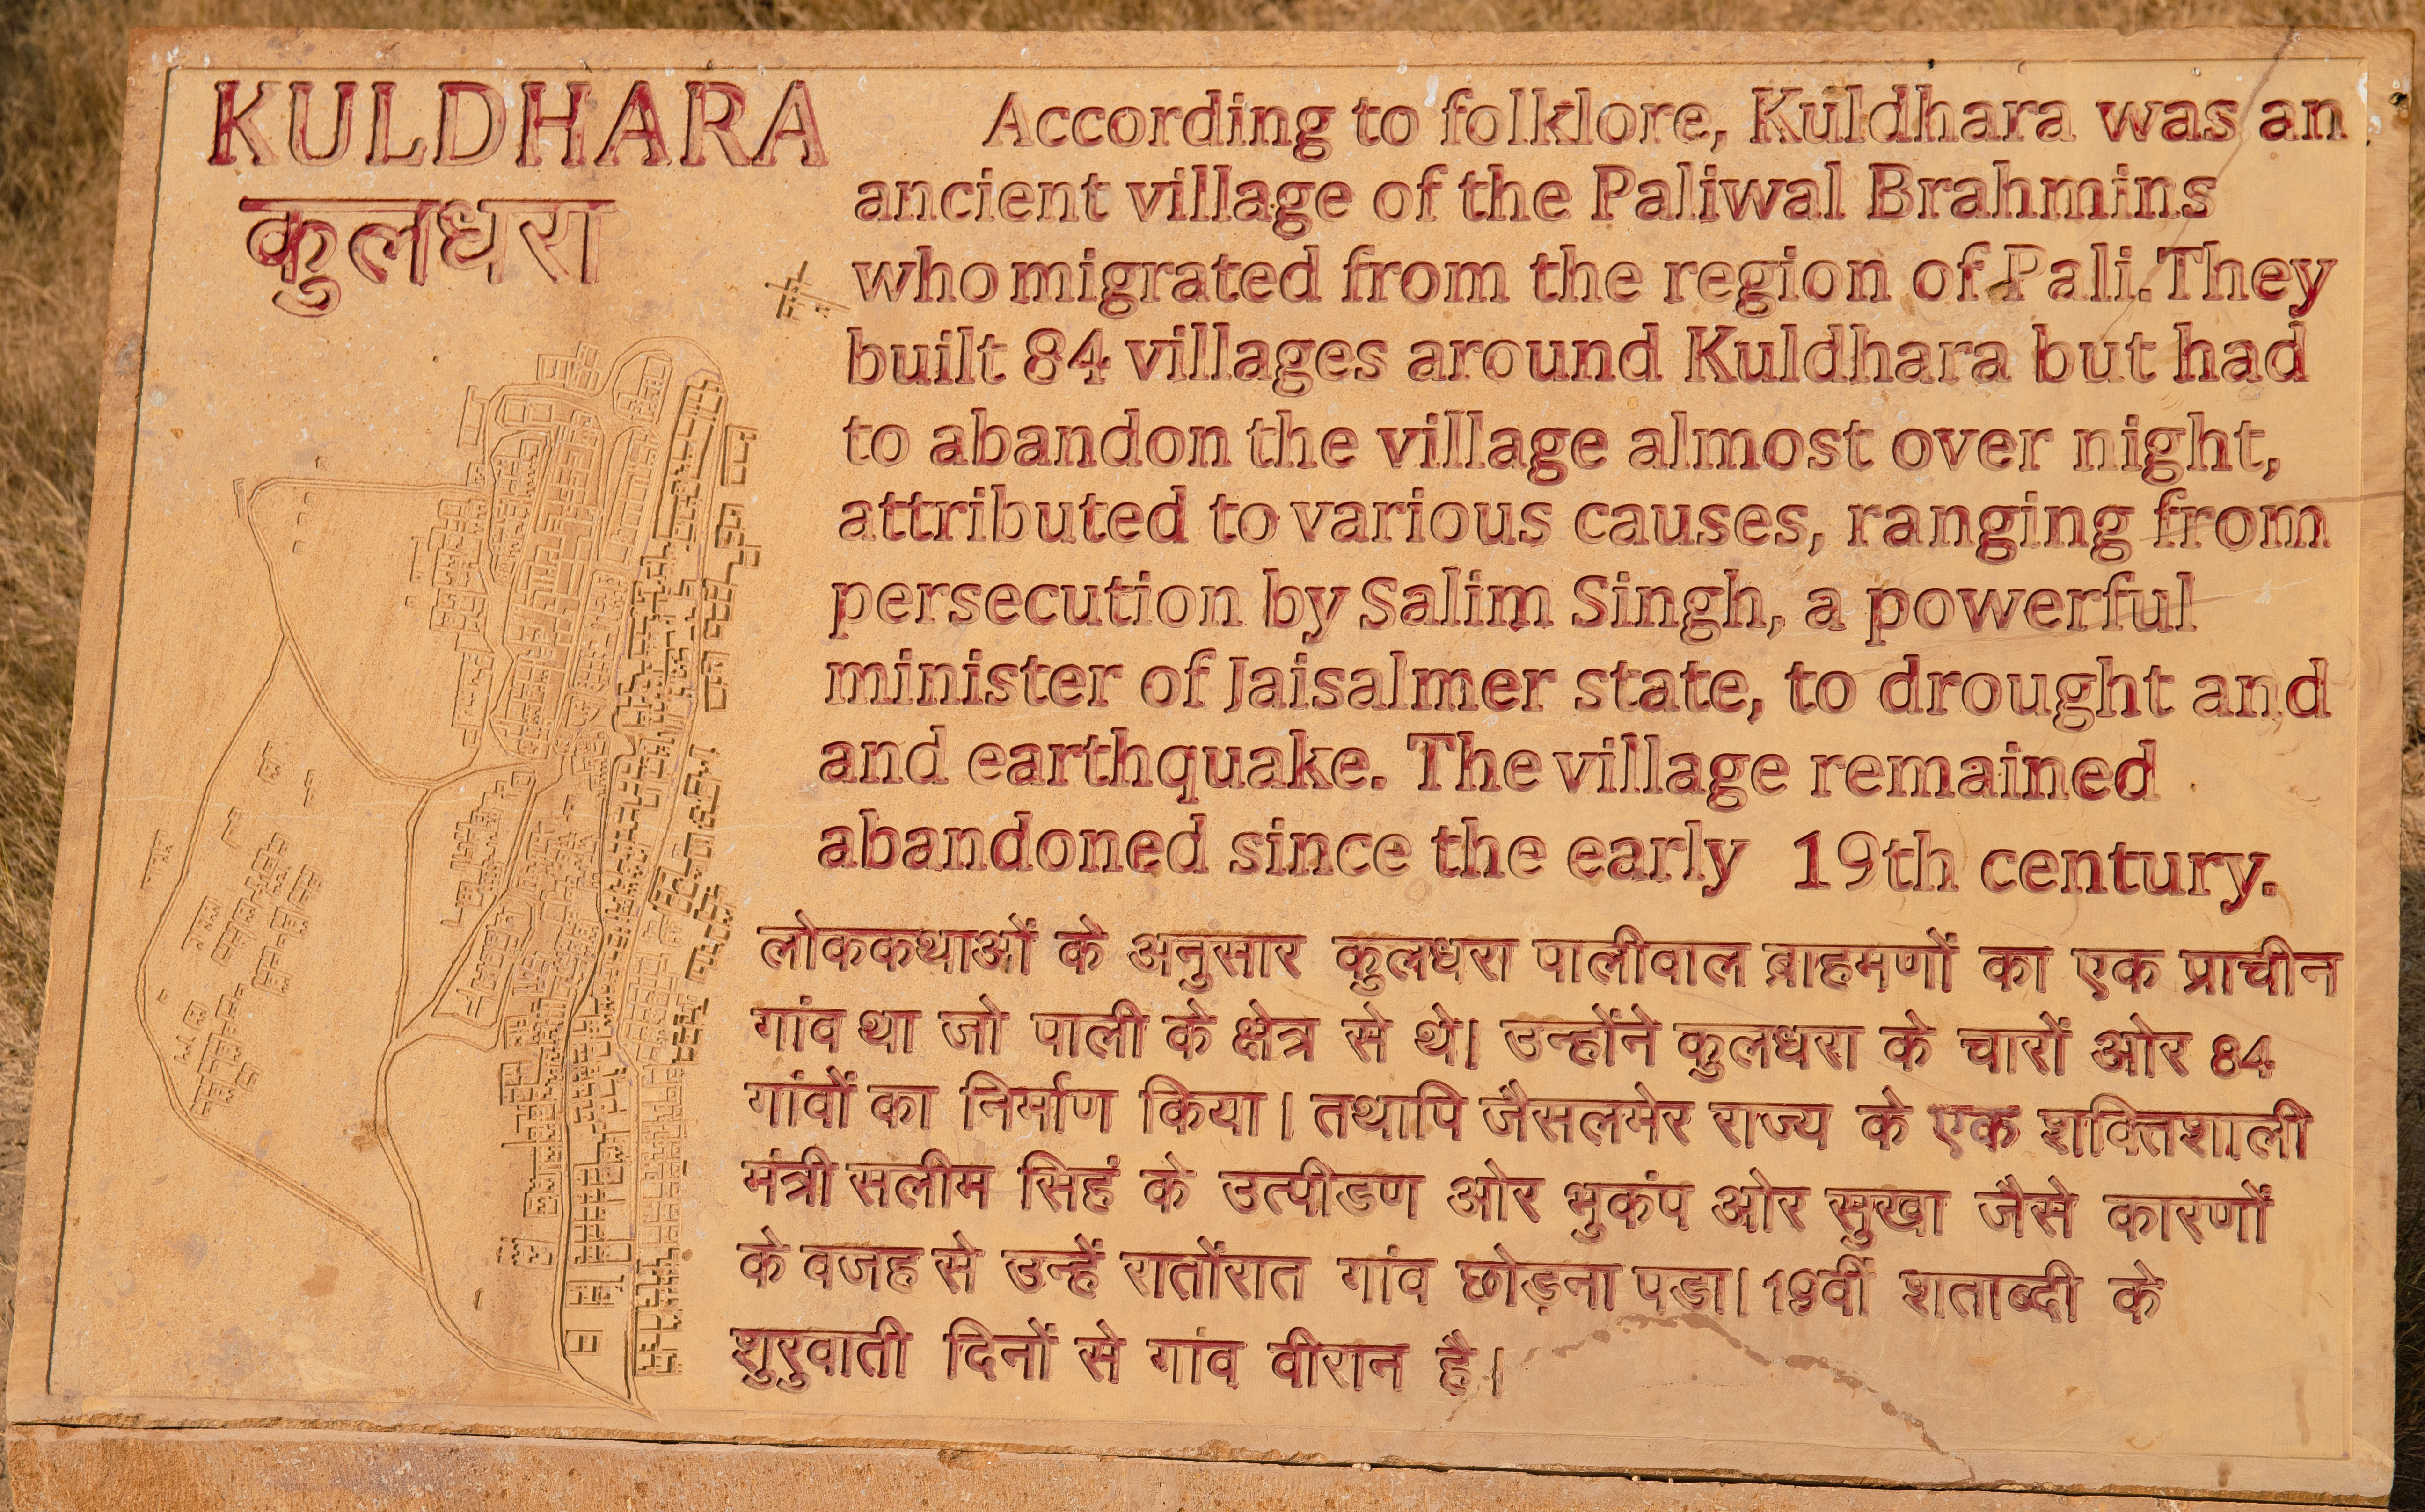 KULDHARA
कुलधरा
According to folklore, Kuldhara was an
ancient village of the Paliwal Brahmins
who migrated from the region of Pali. They
built 84 villages around Kuldhara but had
to abandon the village almost over night,
attributed to various causes, ranging from
persecution by Salim Singh, a powerful
minister of Jaisalmer state, to drought and
and earthquake. The village remained
abandoned since the early 19th century.
लोककथाओं के अनुसार कुलधरा पालीवाल ब्राहमणों का एक प्राचीन
गांव था जो पाली के क्षेत्र से थे। उन्होंने कुलधरा के चारों ओर 84
गांवों का निर्माण किया। तथापि जैसलमेर राज्य के एक शक्तिशाली
मंत्री सलीम सिहं के उत्पीडण ओर भुकंप ओर सुखा जैसे कारणों
के वजह से उन्हें रातोंरात गांव छोड़ना पडा। 19वीं शताब्दी के
शुरुवाती दिनों से गांव वीरान है।